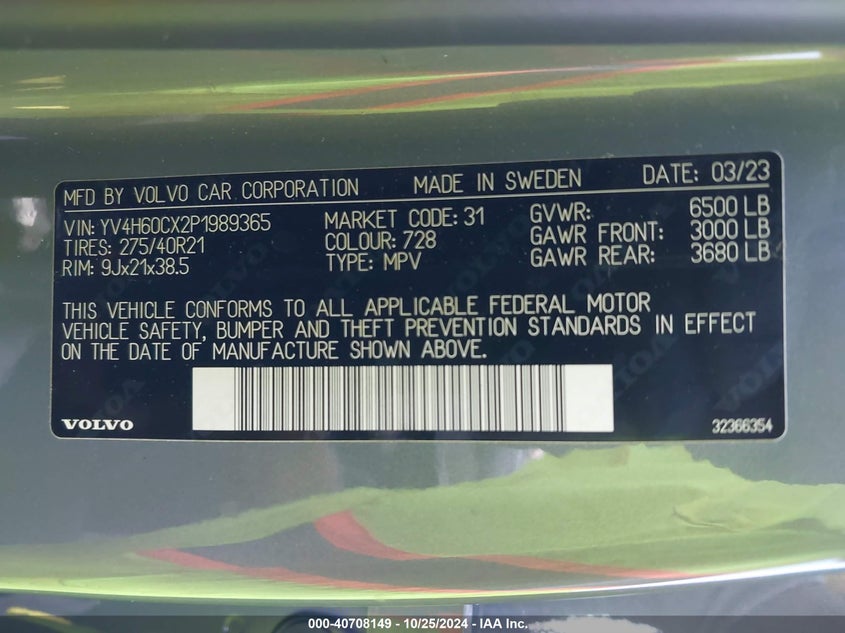 MFD BY VOLVO CAR CORPORATION MADE IN SWEDEN DATE: 03/23
VIN: YV4H60CX2P1989365 MARKET CODE: 31 GVWR: 6500 LB
TIRES: 275/40R21 COLOUR: 728 GAWR FRONT: 3000 LB
RIM: 9Jx21x38.5 TYPE: MPV GAWR REAR: 3680 LB
THIS VEHICLE CONFORMS TO ALL APPLICABLE FEDERAL MOTOR
VEHICLE SAFETY, BUMPER AND THEFT PREVENTION STANDARDS IN EFFECT
ON THE DATE OF MANUFACTURE SHOWN ABOVE.
VOLVO 32366354
000-40708149 - 10/25/2024 - IAA Inc.